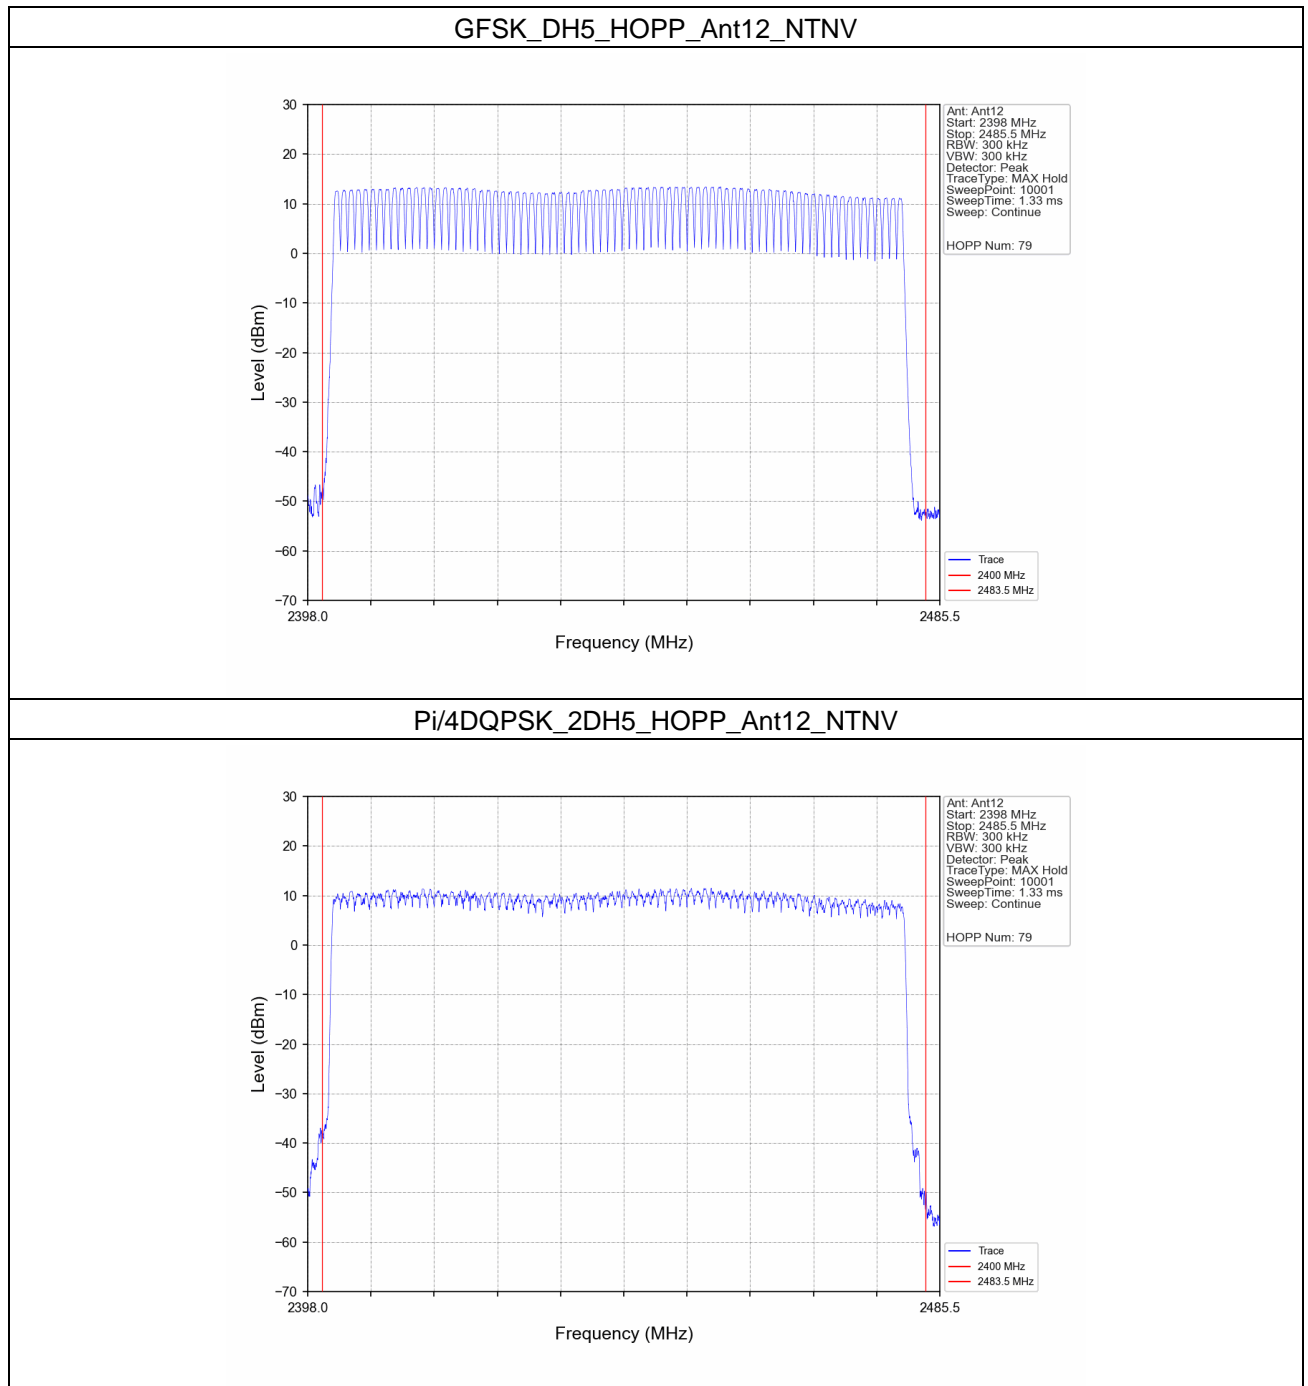 GFSK_DH5_HOPP_Ant12_NTNV
30
20
10
0
−10
−20
−30
−40
−50
−60
−70
Level (dBm)
2398.0
2485.5
Frequency (MHz)
Ant: Ant12
Start: 2398 MHz
Stop: 2485.5 MHz
RBW: 300 kHz
VBW: 300 kHz
Detector: Peak
TraceType: MAX Hold
SweepPoint: 10001
SweepTime: 1.33 ms
Sweep: Continue
HOPP Num: 79
Trace
2400 MHz
2483.5 MHz
Pi/4DQPSK_2DH5_HOPP_Ant12_NTNV
30
20
10
0
−10
−20
−30
−40
−50
−60
−70
Level (dBm)
2398.0
2485.5
Frequency (MHz)
Ant: Ant12
Start: 2398 MHz
Stop: 2485.5 MHz
RBW: 300 kHz
VBW: 300 kHz
Detector: Peak
TraceType: MAX Hold
SweepPoint: 10001
SweepTime: 1.33 ms
Sweep: Continue
HOPP Num: 79
Trace
2400 MHz
2483.5 MHz